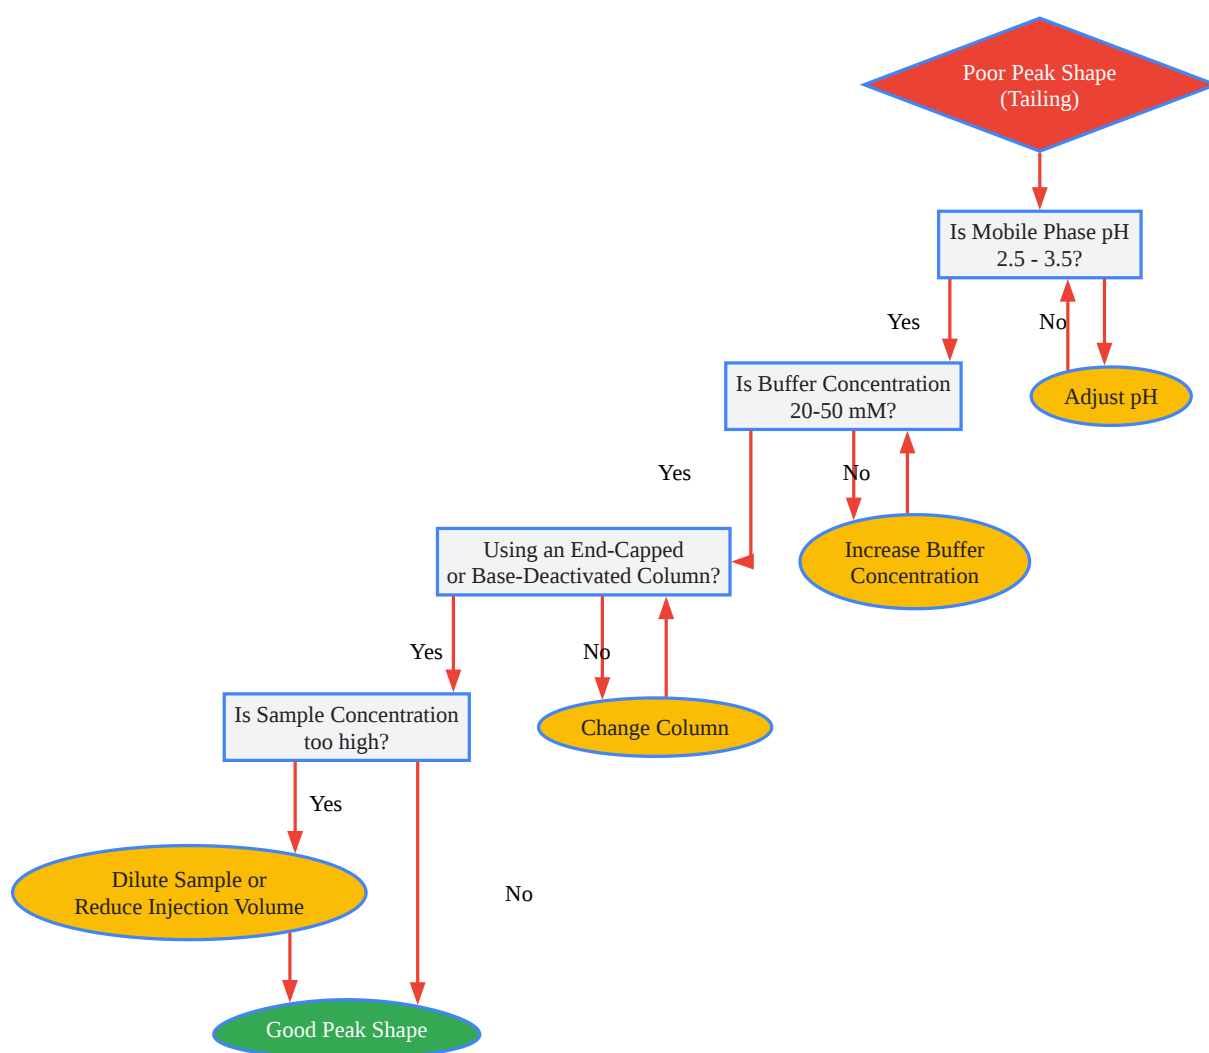 Poor Peak Shape
(Tailing)
Is Mobile Phase pH
2.5 - 3.5?
Yes
No
Is Buffer Concentration
20-50 mM?
Adjust pH
Yes
No
Using an End-Capped
or Base-Deactivated Column?
Increase Buffer
Concentration
Yes
No
Is Sample Concentration
too high?
Change Column
Yes
Dilute Sample or
Reduce Injection Volume
No
Good Peak Shape